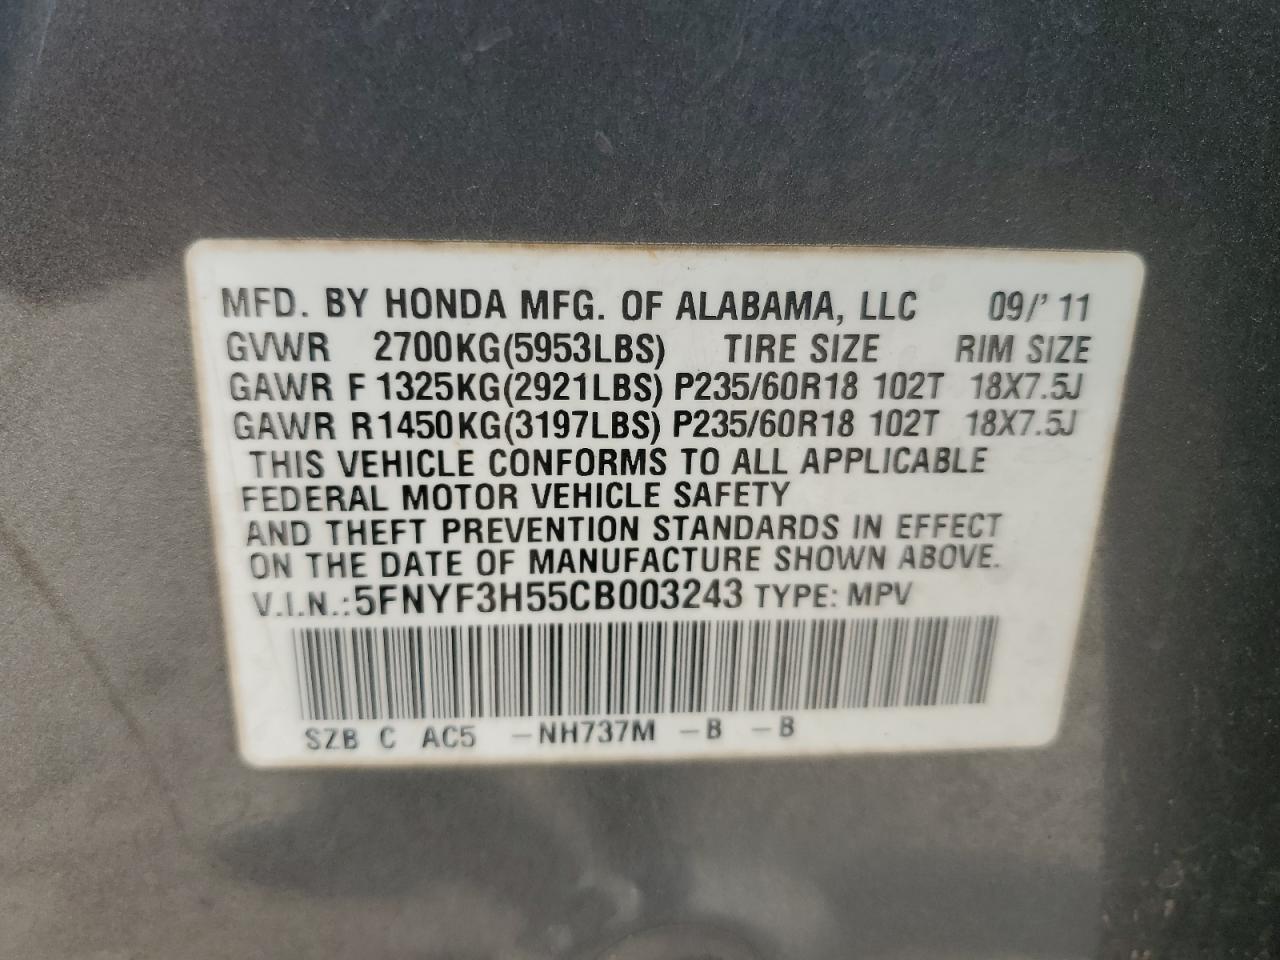 MFD. BY HONDA MFG. OF ALABAMA, LLC 09/'11
GVWR 2700KG(5953LBS) TIRE SIZE RIM SIZE
GAWR F 1325KG(2921LBS) P235/60R18 102T 18X7.5J
GAWR R1450KG(3197LBS) P235/60R18 102T 18X7.5J
THIS VEHICLE CONFORMS TO ALL APPLICABLE
FEDERAL MOTOR VEHICLE SAFETY
AND THEFT PREVENTION STANDARDS IN EFFECT
ON THE DATE OF MANUFACTURE SHOWN ABOVE.
V.I.N.:5FNYF3H55CB003243 TYPE: MPV
SZB C AC5 -NH737M -B -B